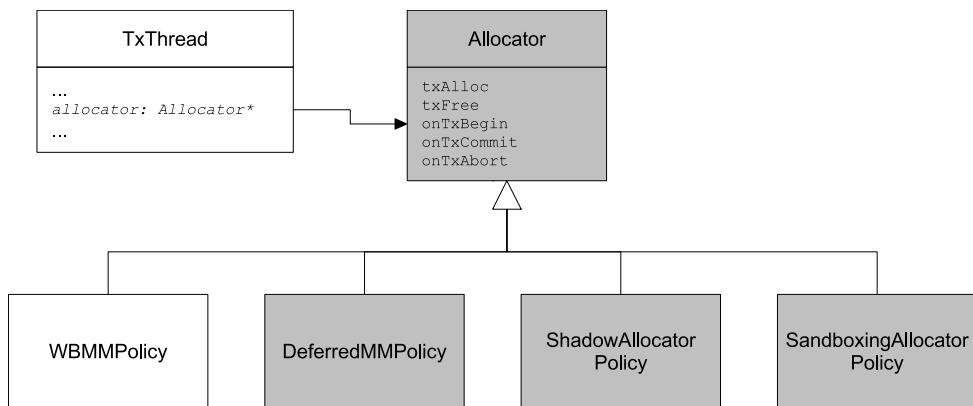 TxThread
...
allocator: Allocator*
...
Allocator
txAlloc
txFree
onTxBegin
onTxCommit
onTxAbort
WBMMPolicy
DeferredMMPolicy
ShadowAllocator
Policy
SandboxingAllocator
Policy